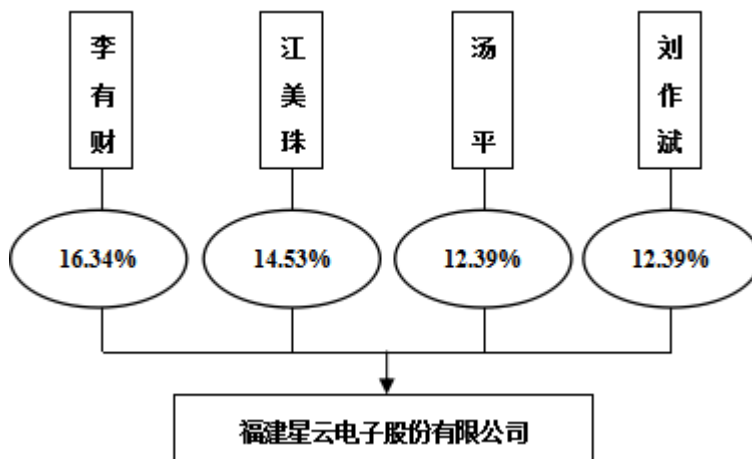 李有财
江美珠
汤平
刘作斌
16.34%
14.53%
12.39%
12.39%
福建星云电子股份有限公司